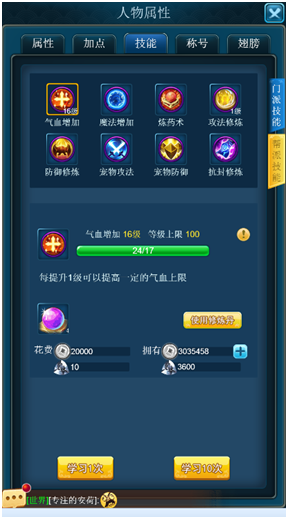 人物属性
属性 加点 技能 称号 翅膀
16级 1级
气血增加 魔法增加 炼药术 攻法修炼
防御修炼 宠物攻法 宠物防御 抗封修炼
门派技能
帮派技能
气血增加 16级 等级上限 100
24/17
每提升1级可以提高一定的气血上限
使用修炼丹
花费 20000 拥有 3035458
10 3600
学习1次 学习10次
[世界][专注的安荷]: